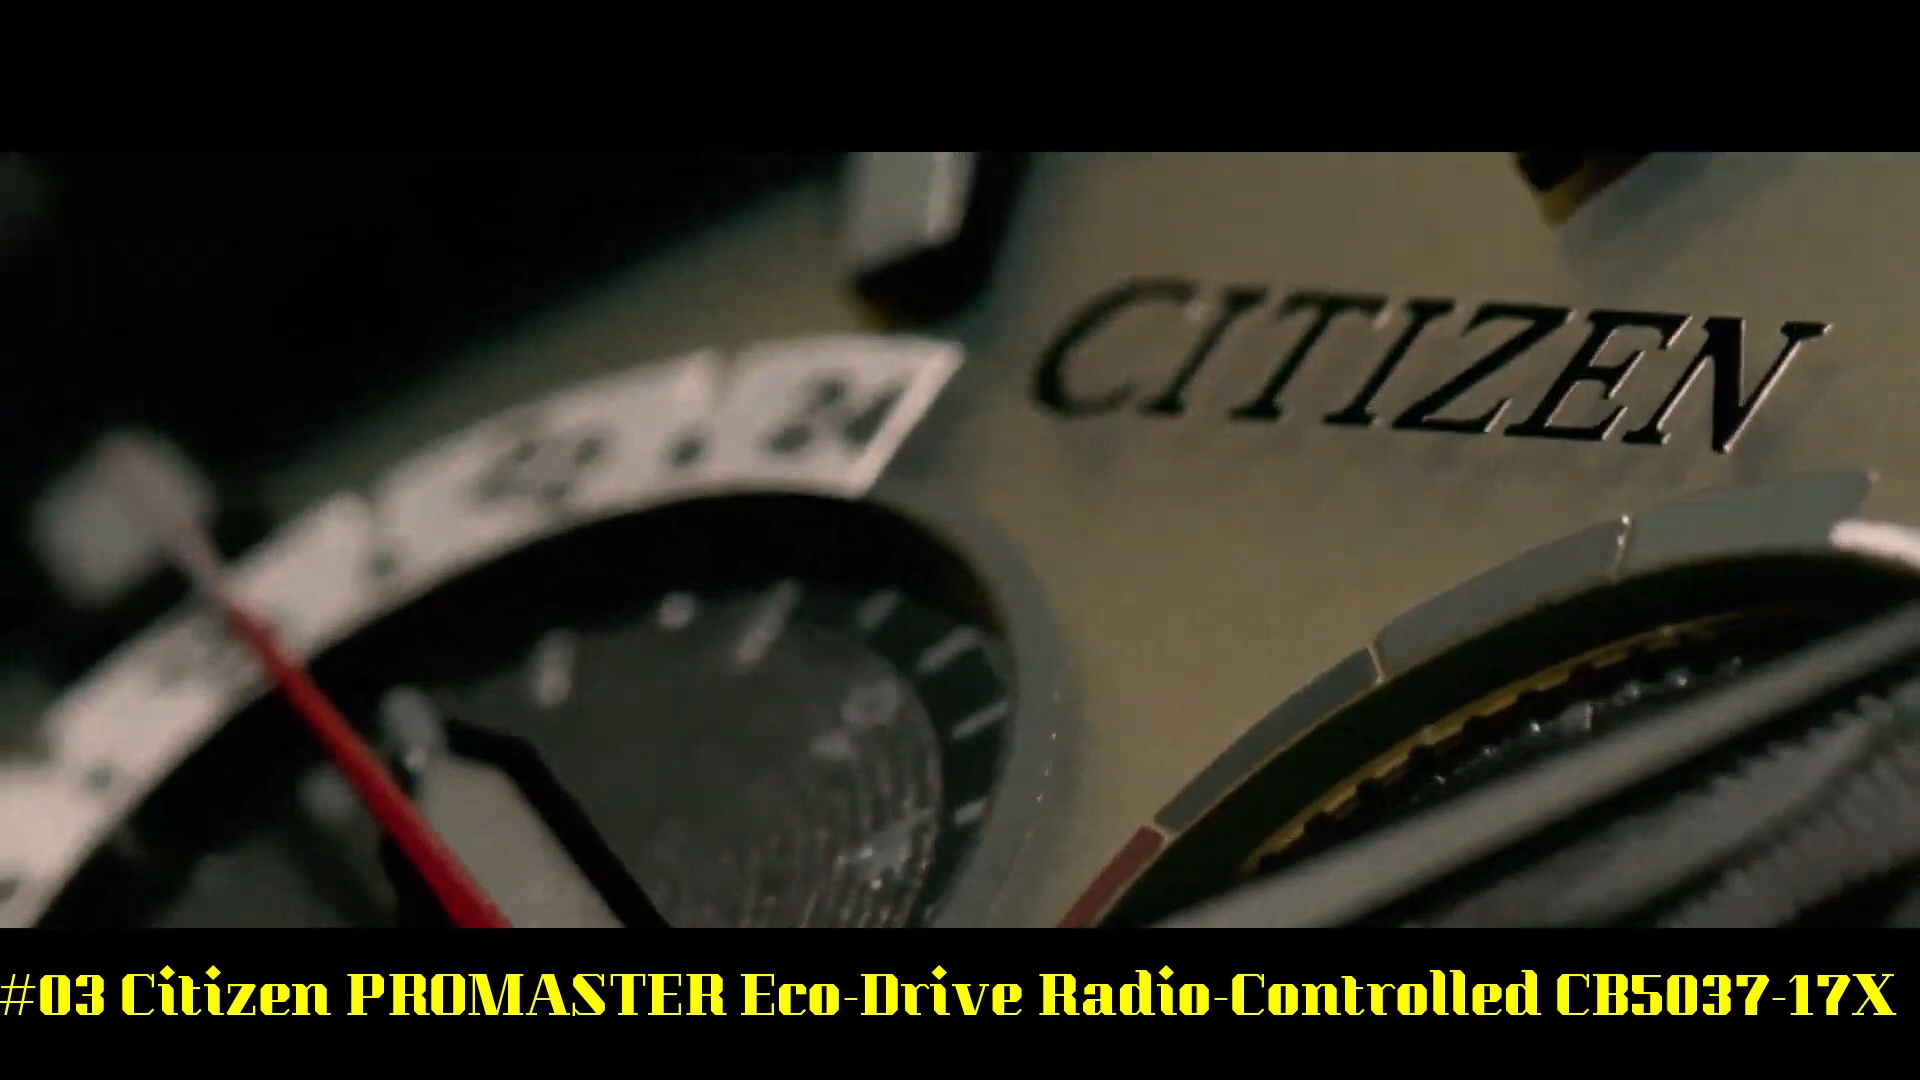 CITIZEN
24
#03 Citizen PROMASTER Eco-Drive Radio-Controlled CB5037-17X